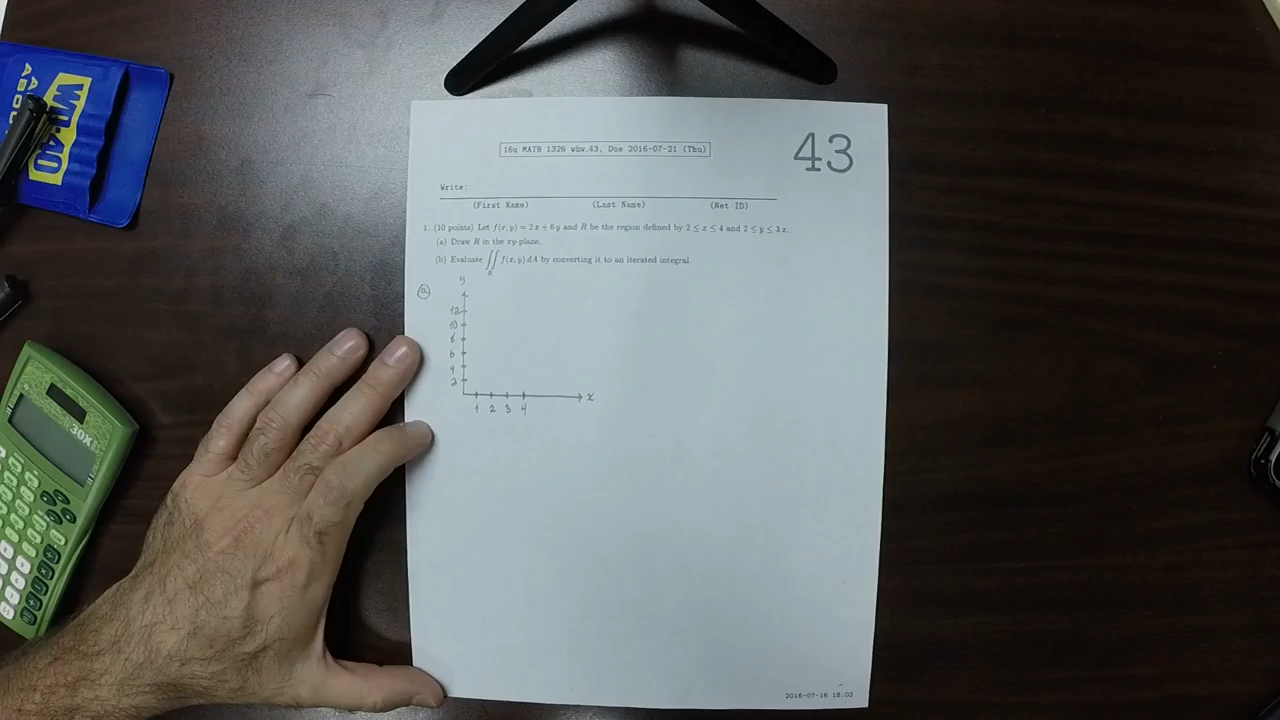 WD-40
30X
16u MATH 1326 whw.43, Due 2016-07-21 (Thu)
43
Write:
(First Name) (Last Name) (Net ID)
1. (10 points) Let f(x, y) = 2x + 6y and R be the region defined by 2 ≤ x ≤ 4 and 2 ≤ y ≤ 3x.
(a) Draw R in the xy-plane.
(b) Evaluate ∬_R f(x, y) dA by converting it to an iterated integral.
y
a
12
10
8
6
4
2
x
1 2 3 4
2016-07-16 18:03